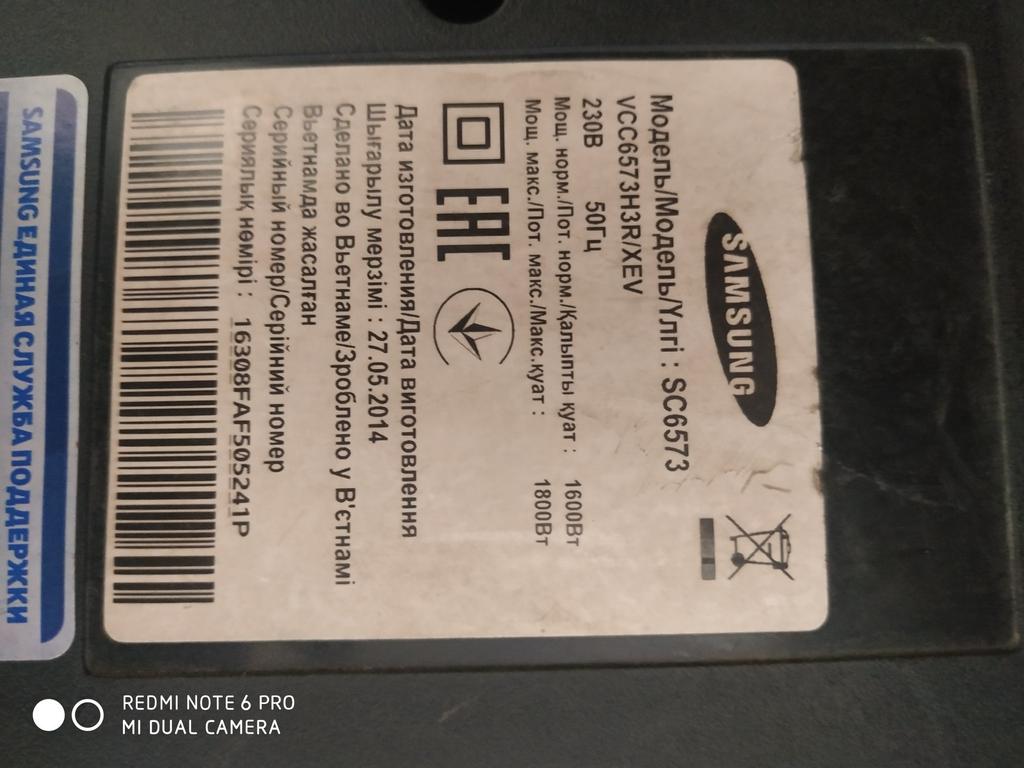 SAMSUNG
Модель/Модель/Үлгі : SC6573
VCC6573H3R/XEV
230В 50Гц
Мощ. норм./Пот. норм./Қалыпты қуат : 1600Вт
Мощ. макс./Пот. макс./Макс.қуат : 1800Вт
EAC
Дата изготовления/Дата виготовлення
Шығарылу мерзімі : 27.05.2014
Сделано во Вьетнаме/Зроблено у В'єтнамі
Вьетнамда жасалған
Серийный номер/Серійний номер
Сериялық нөмірі : 16308FAF505241P
SAMSUNG ЕДИНАЯ СЛУЖБА ПОДДЕРЖКИ
REDMI NOTE 6 PRO
MI DUAL CAMERA